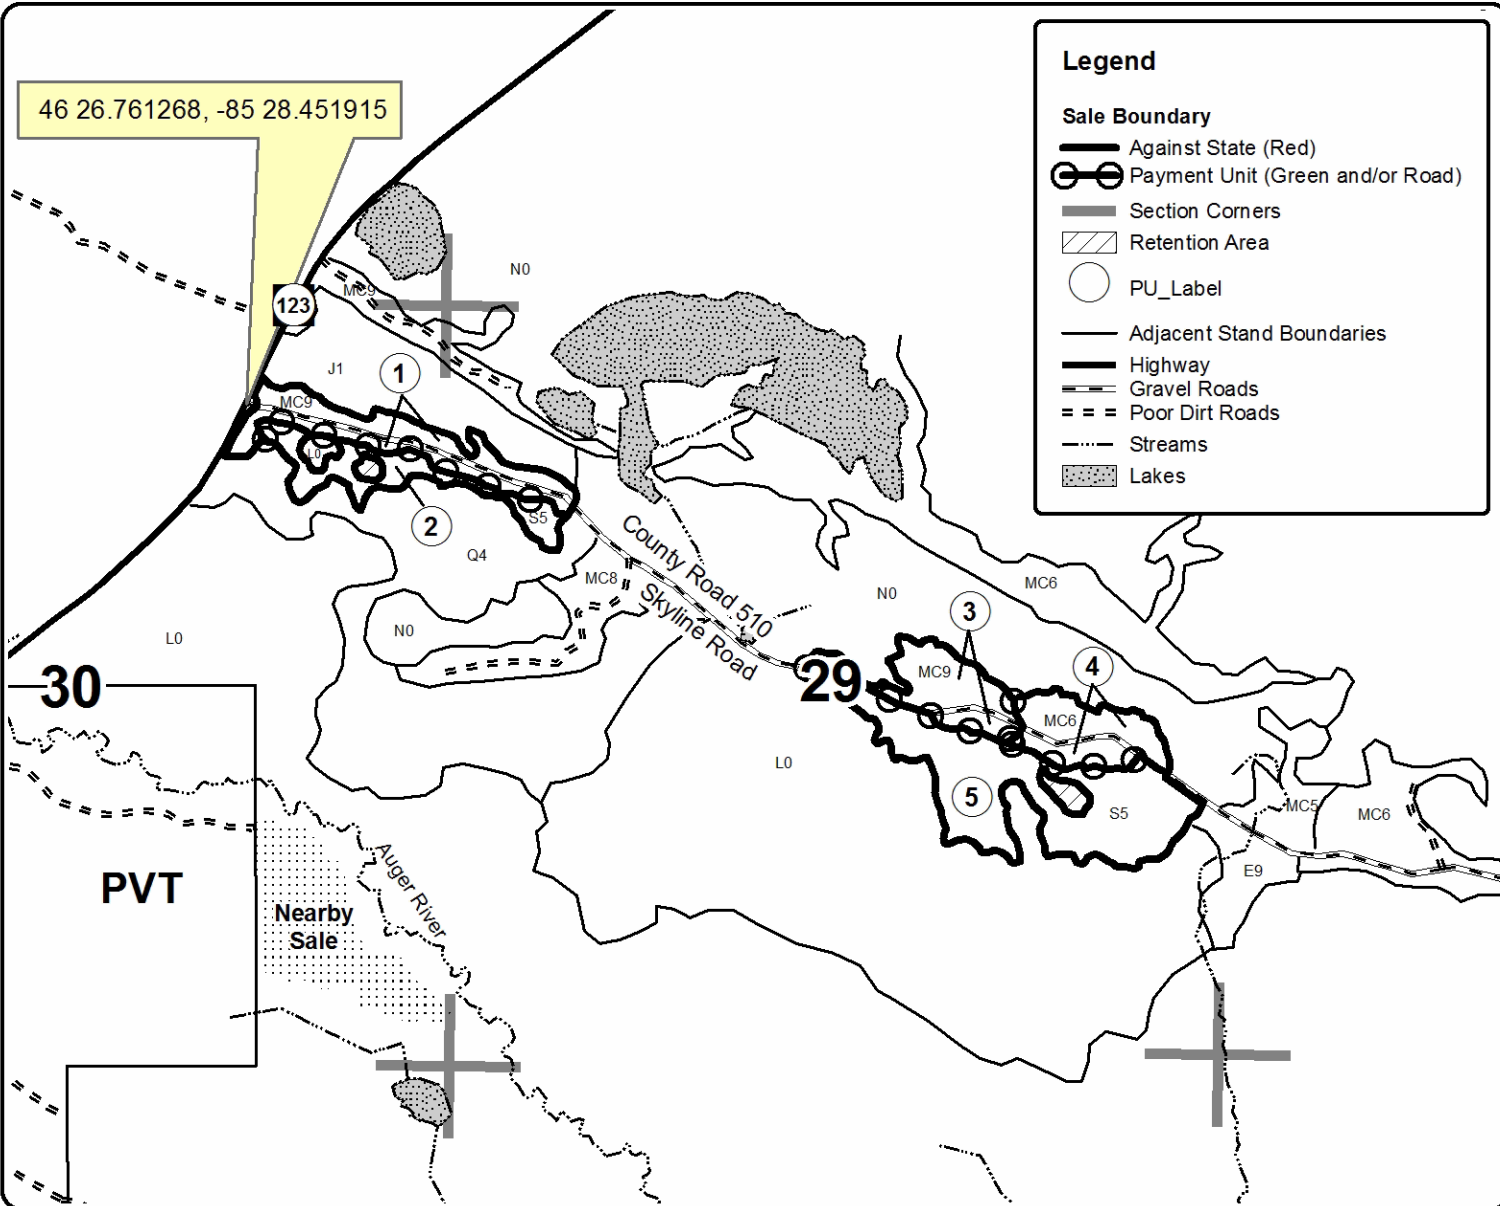 46 26.761268, -85 28.451915
Legend
Sale Boundary
Against State (Red)
Payment Unit (Green and/or Road)
Section Corners
Retention Area
PU_Label
Adjacent Stand Boundaries
Highway
Gravel Roads
Poor Dirt Roads
Streams
Lakes
N0
MC9
123
J1
1
MC9
L0
2
S5
Q4
County Road 510
Skyline Road
MC8
N0
L0
N0
MC6
3
4
30
29
MC9
MC6
L0
5
S5
MC5
MC6
E9
PVT
Nearby
Sale
Auger River